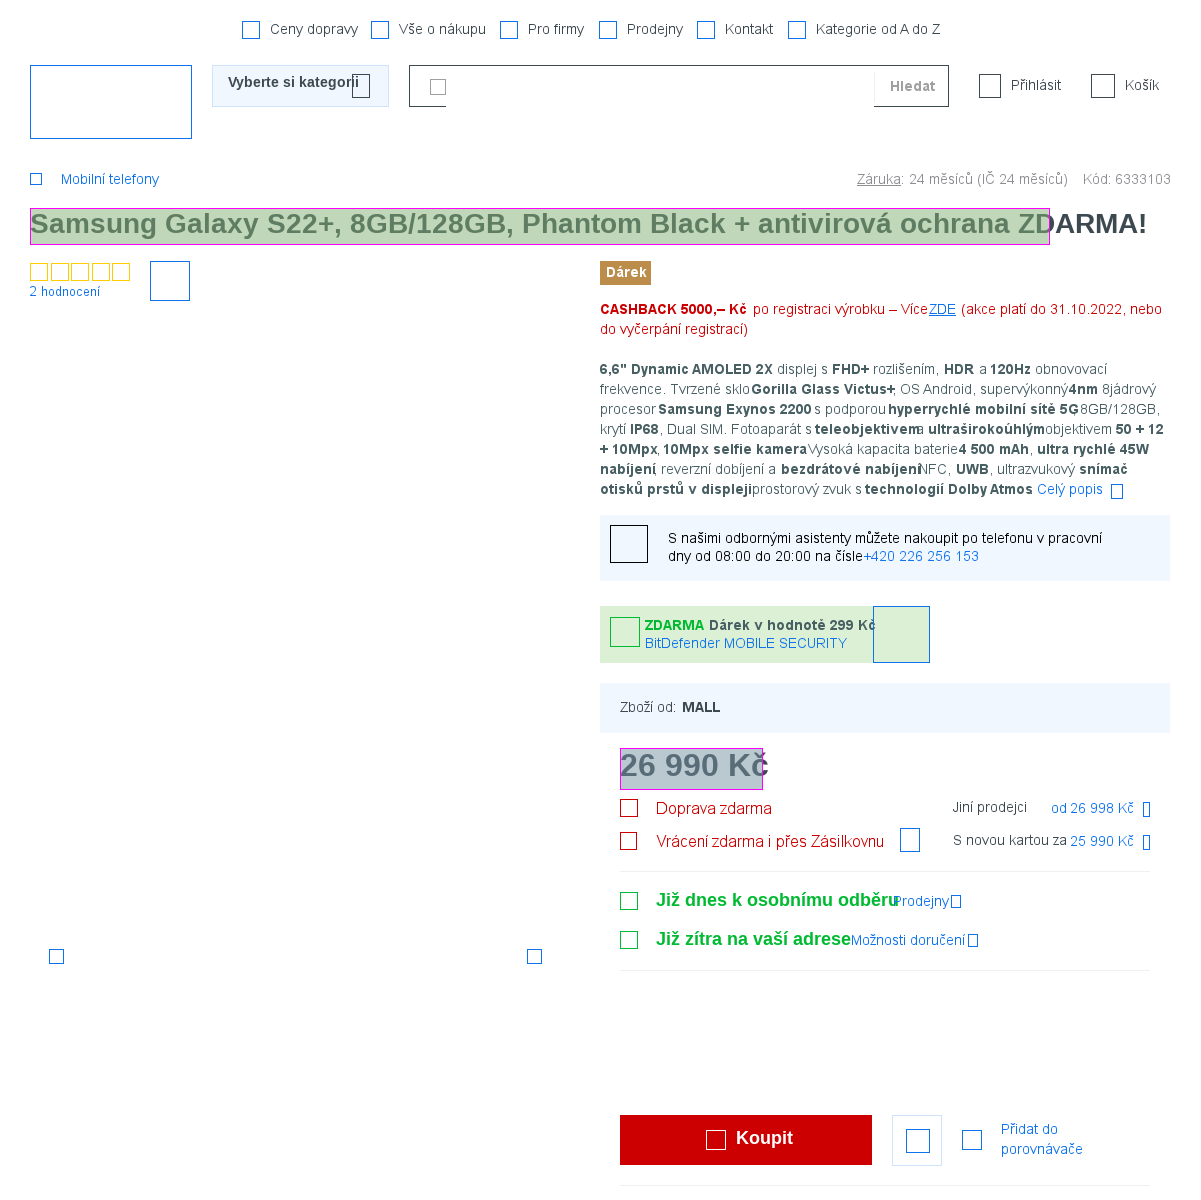 Ceny dopravy Vše o nákupu Pro firmy Prodejny Kontakt Kategorie od A do Z
Vyberte si kategorii Hledat Přihlásit Košík
Mobilní telefony Záruka: 24 měsíců (IČ 24 měsíců) Kód: 6333103
Samsung Galaxy S22+, 8GB/128GB, Phantom Black + antivirová ochrana ZDARMA!
2 hodnocení
Dárek
CASHBACK 5000,– Kč po registraci výrobku – Více ZDE (akce platí do 31.10.2022, nebo
do vyčerpání registrací)
6,6" Dynamic AMOLED 2X displej s FHD+ rozlišením, HDR a 120Hz obnovovací
frekvence. Tvrzené sklo Gorilla Glass Victus+, OS Android, supervýkonný 4nm 8jádrový
procesor Samsung Exynos 2200 s podporou hyperrychlé mobilní sítě 5G 8GB/128GB,
krytí IP68, Dual SIM. Fotoaparát s teleobjektivem a ultraširokoúhlým objektivem 50 + 12
+ 10Mpx, 10Mpx selfie kamera Vysoká kapacita baterie 4 500 mAh, ultra rychlé 45W
nabíjení, reverzní dobíjení a bezdrátové nabíjení NFC, UWB, ultrazvukový snímač
otisků prstů v displeji prostorový zvuk s technologií Dolby Atmos. Celý popis
S našimi odbornými asistenty můžete nakoupit po telefonu v pracovní
dny od 08:00 do 20:00 na čísle +420 226 256 153
ZDARMA Dárek v hodnotě 299 Kč
BitDefender MOBILE SECURITY
Zboží od: MALL
26 990 Kč
Doprava zdarma Jiní prodejci od 26 998 Kč
Vrácení zdarma i přes Zásilkovnu S novou kartou za 25 990 Kč
Již dnes k osobnímu odběru Prodejny
Již zítra na vaší adrese Možnosti doručení
Koupit
Přidat do
porovnávače